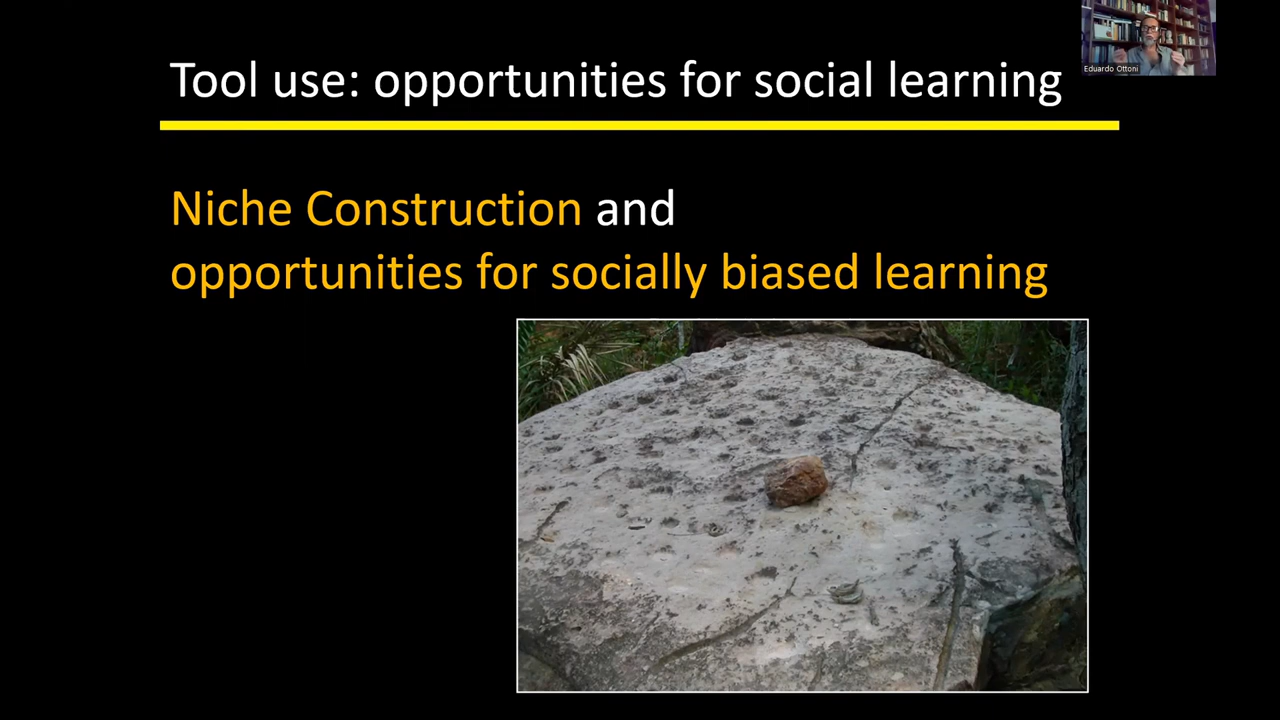 Tool use: opportunities for social learning
Eduardo Ottoni
Niche Construction and
opportunities for socially biased learning